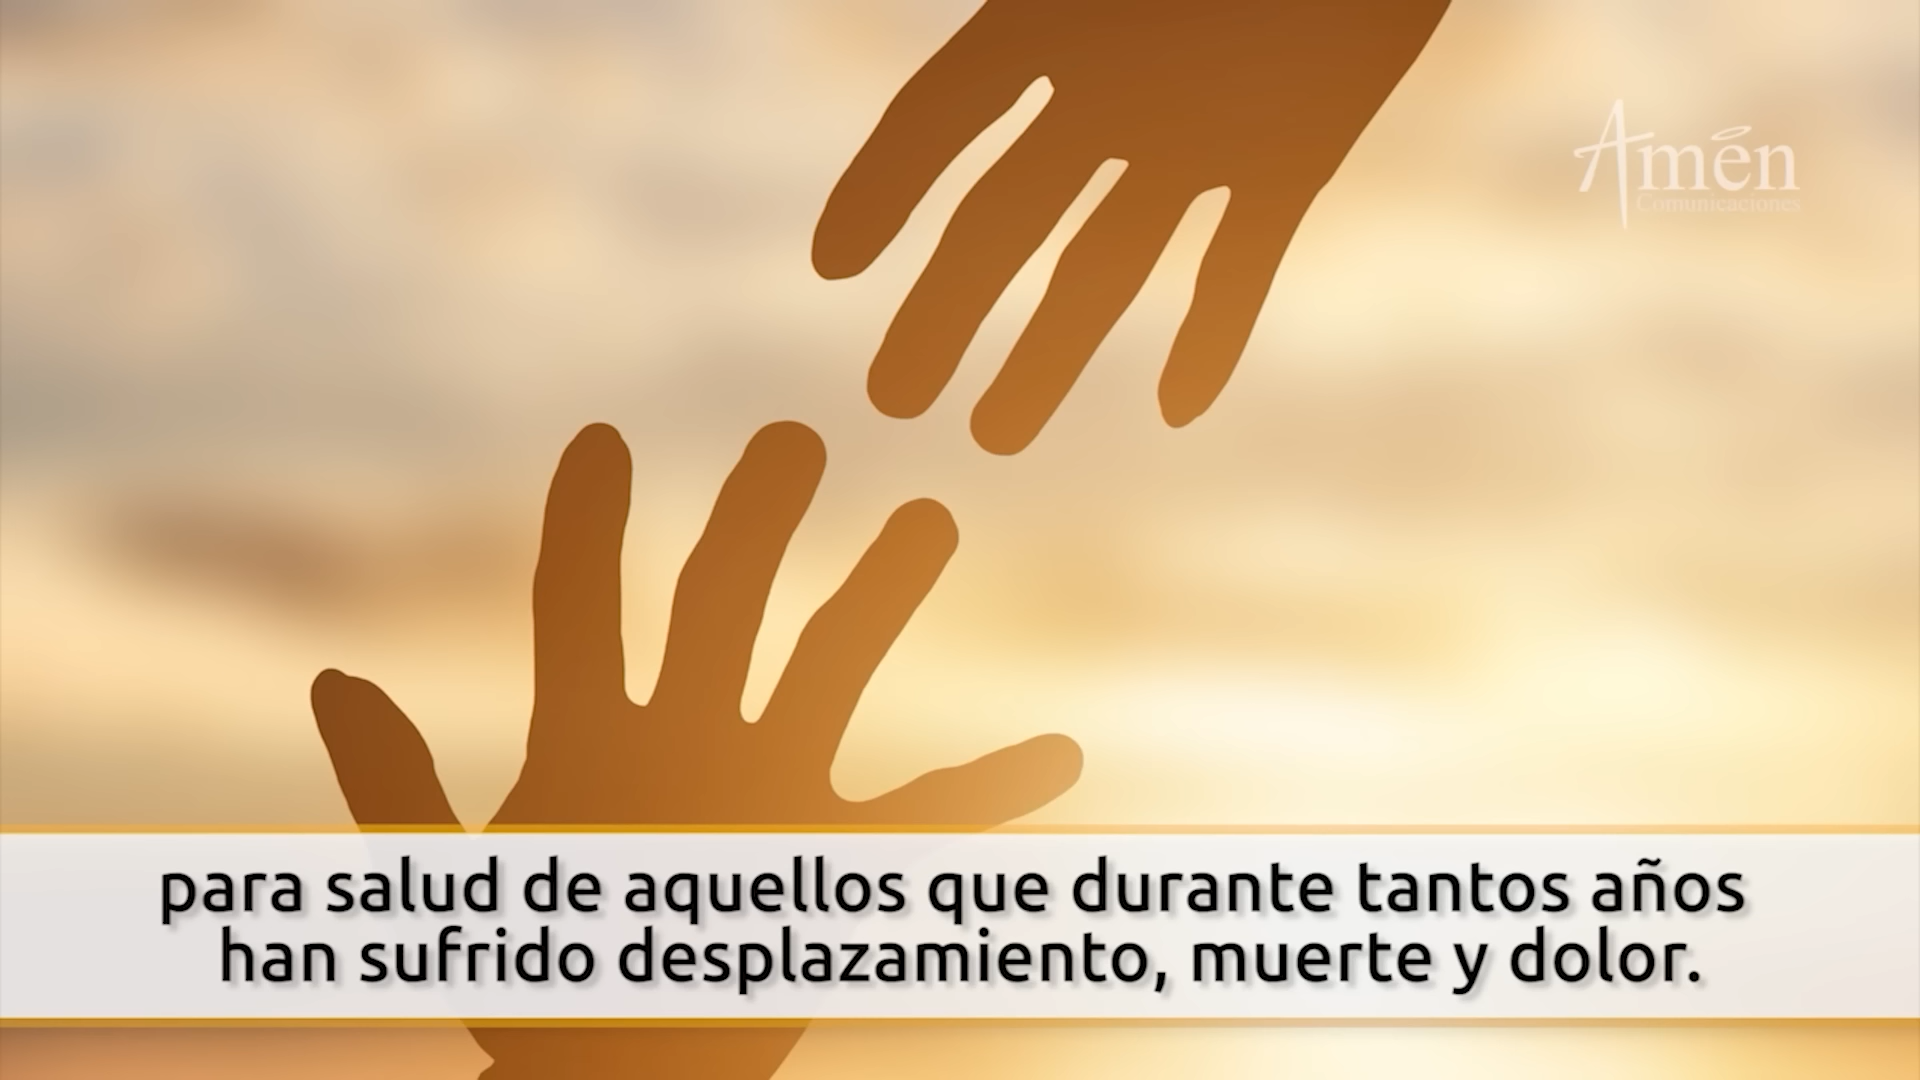 Amén
Comunicaciones
para salud de aquellos que durante tantos años
han sufrido desplazamiento, muerte y dolor.